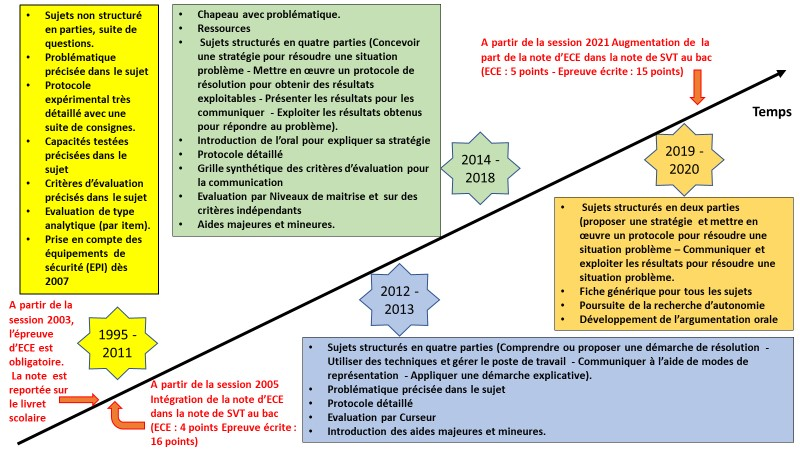 • Sujets non structuré
en parties, suite de
questions.
• Problématique
précisée dans le sujet
• Protocole
expérimental très
détaillé avec une
suite de consignes.
• Capacités testées
précisées dans le
sujet
• Critères d'évaluation
précisés dans le sujet
• Evaluation de type
analytique (par item).
• Prise en compte des
équipements de
sécurité (EPI) dès
2007
• Chapeau avec problématique.
• Ressources
• Sujets structurés en quatre parties (Concevoir
une stratégie pour résoudre une situation
problème - Mettre en œuvre un protocole de
résolution pour obtenir des résultats
exploitables - Présenter les résultats pour les
communiquer - Exploiter les résultats obtenus
pour répondre au problème).
• Introduction de l'oral pour expliquer sa stratégie
• Protocole détaillé
• Grille synthétique des critères d'évaluation pour
la communication
• Evaluation par Niveaux de maitrise et sur des
critères indépendants
• Aides majeures et mineures.
2014 -
2018
A partir de la session 2021 Augmentation de la
part de la note d'ECE dans la note de SVT au bac
(ECE : 5 points - Epreuve écrite : 15 points)
Temps
2019 -
2020
• Sujets structurés en deux parties
(proposer une stratégie et mettre en
œuvre un protocole pour résoudre une
situation problème – Communiquer et
exploiter les résultats pour résoudre une
situation problème.
• Fiche générique pour tous les sujets
• Poursuite de la recherche d'autonomie
• Développement de l'argumentation orale
2012 -
2013
• Sujets structurés en quatre parties (Comprendre ou proposer une démarche de résolution -
Utiliser des techniques et gérer le poste de travail - Communiquer à l'aide de modes de
représentation - Appliquer une démarche explicative).
• Problématique précisée dans le sujet
• Protocole détaillé
• Evaluation par Curseur
• Introduction des aides majeures et mineures.
A partir de la
session 2003,
l'épreuve
d'ECE est
obligatoire.
La note est
reportée sur
le livret
scolaire
1995 -
2011
A partir de la session 2005
Intégration de la note d'ECE
dans la note de SVT au bac
(ECE : 4 points Epreuve écrite :
16 points)